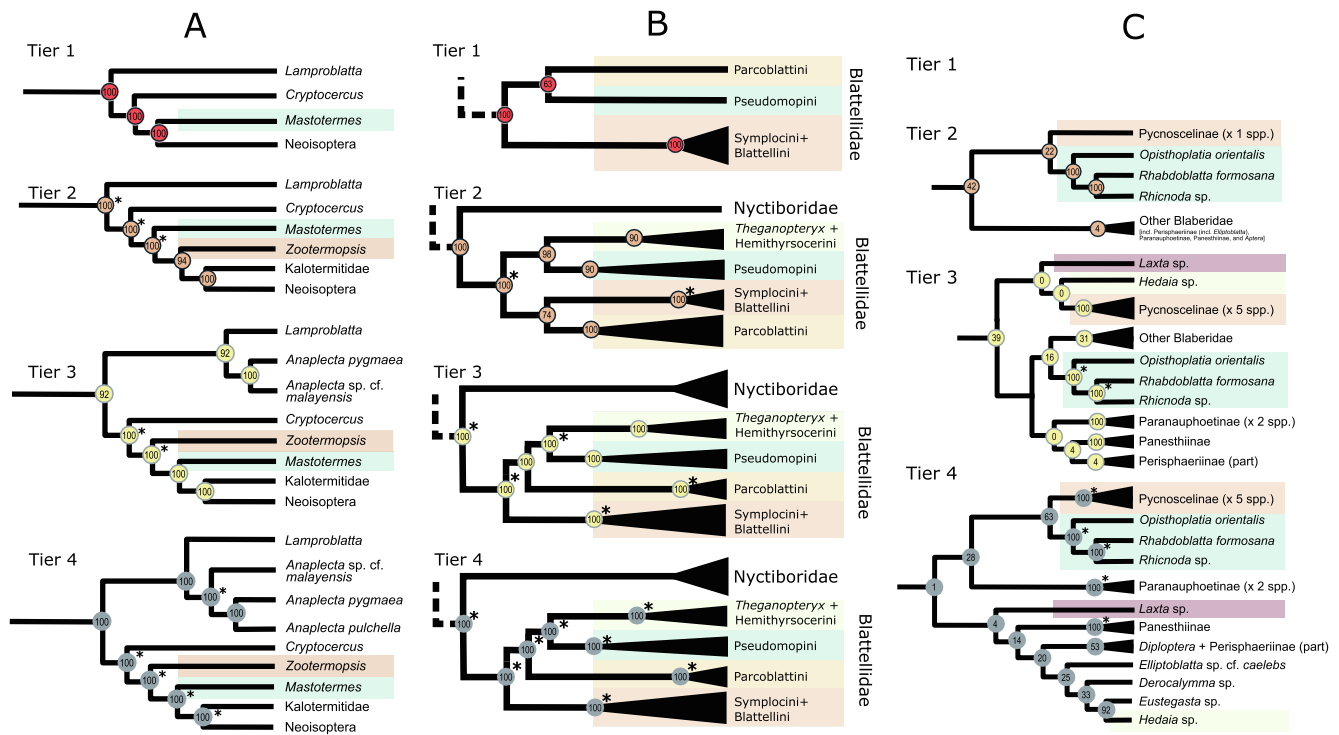 A
Tier 1
Lamproblatta
100
Cryptocercus
100
Mastotermes
100
Neoisoptera
Tier 2
Lamproblatta
100*
Cryptocercus
100*
Mastotermes
100*
Zootermopsis
94
Kalotermitidae
100
Neoisoptera
Tier 3
Lamproblatta
92
Anaplecta pygmaea
100
Anaplecta sp. cf.
malayensis
92
Cryptocercus
100*
Zootermopsis
100*
Mastotermes
100
Kalotermitidae
100
Neoisoptera
Tier 4
Lamproblatta
100
Anaplecta sp. cf.
malayensis
100*
Anaplecta pygmaea
100
Anaplecta pulchella
100
Cryptocercus
100*
Zootermopsis
100*
Mastotermes
100*
Kalotermitidae
100*
Neoisoptera
B
Tier 1
Parcoblattini
63
Pseudomopini
100
Symplocini+
Blattellini
100
Blattellidae
Tier 2
Nyctiboridae
100
Theganopteryx +
Hemithyrsocerini
90
98
Pseudomopini
90
100*
Symplocini+
Blattellini
100*
74
Parcoblattini
100
Blattellidae
Tier 3
Nyctiboridae
100*
Theganopteryx +
Hemithyrsocerini
100
100*
Pseudomopini
100
100
Parcoblattini
100*
100*
Symplocini+
Blattellini
100*
Blattellidae
Tier 4
Nyctiboridae
100*
Theganopteryx +
Hemithyrsocerini
100*
100*
Pseudomopini
100*
100*
Parcoblattini
100*
100*
Symplocini+
Blattellini
100*
Blattellidae
C
Tier 1
Tier 2
Pycnoscelinae (x 1 spp.)
22
Opisthoplatia orientalis
100
Rhabdoblatta formosana
100
Rhicnoda sp.
42
Other Blaberidae
[incl. Perisphaeriinae (incl. Eliptoblatta),
Paranauphoetinae, Panesthiinae, and Aptera]
4
Tier 3
Laxta sp.
0
Hedaia sp.
0
Pycnoscelinae (x 5 spp.)
100
39
Other Blaberidae
31
16
Opisthoplatia orientalis
100*
Rhabdoblatta formosana
100*
Rhicnoda sp.
Paranauphoetinae (x 2 spp.)
100
0
Panesthiinae
100
4
Perisphaeriinae (part)
4
Tier 4
Pycnoscelinae (x 5 spp.)
100*
63
Opisthoplatia orientalis
100*
Rhabdoblatta formosana
100*
Rhicnoda sp.
28
Paranauphoetinae (x 2 spp.)
100*
1
Laxta sp.
4
Panesthiinae
100*
14
Diploptera + Perisphaeriinae (part)
53
20
Elliptoblatta sp. cf. caelebs
25
Derocalymma sp.
33
Eustegasta sp.
92
Hedaia sp.